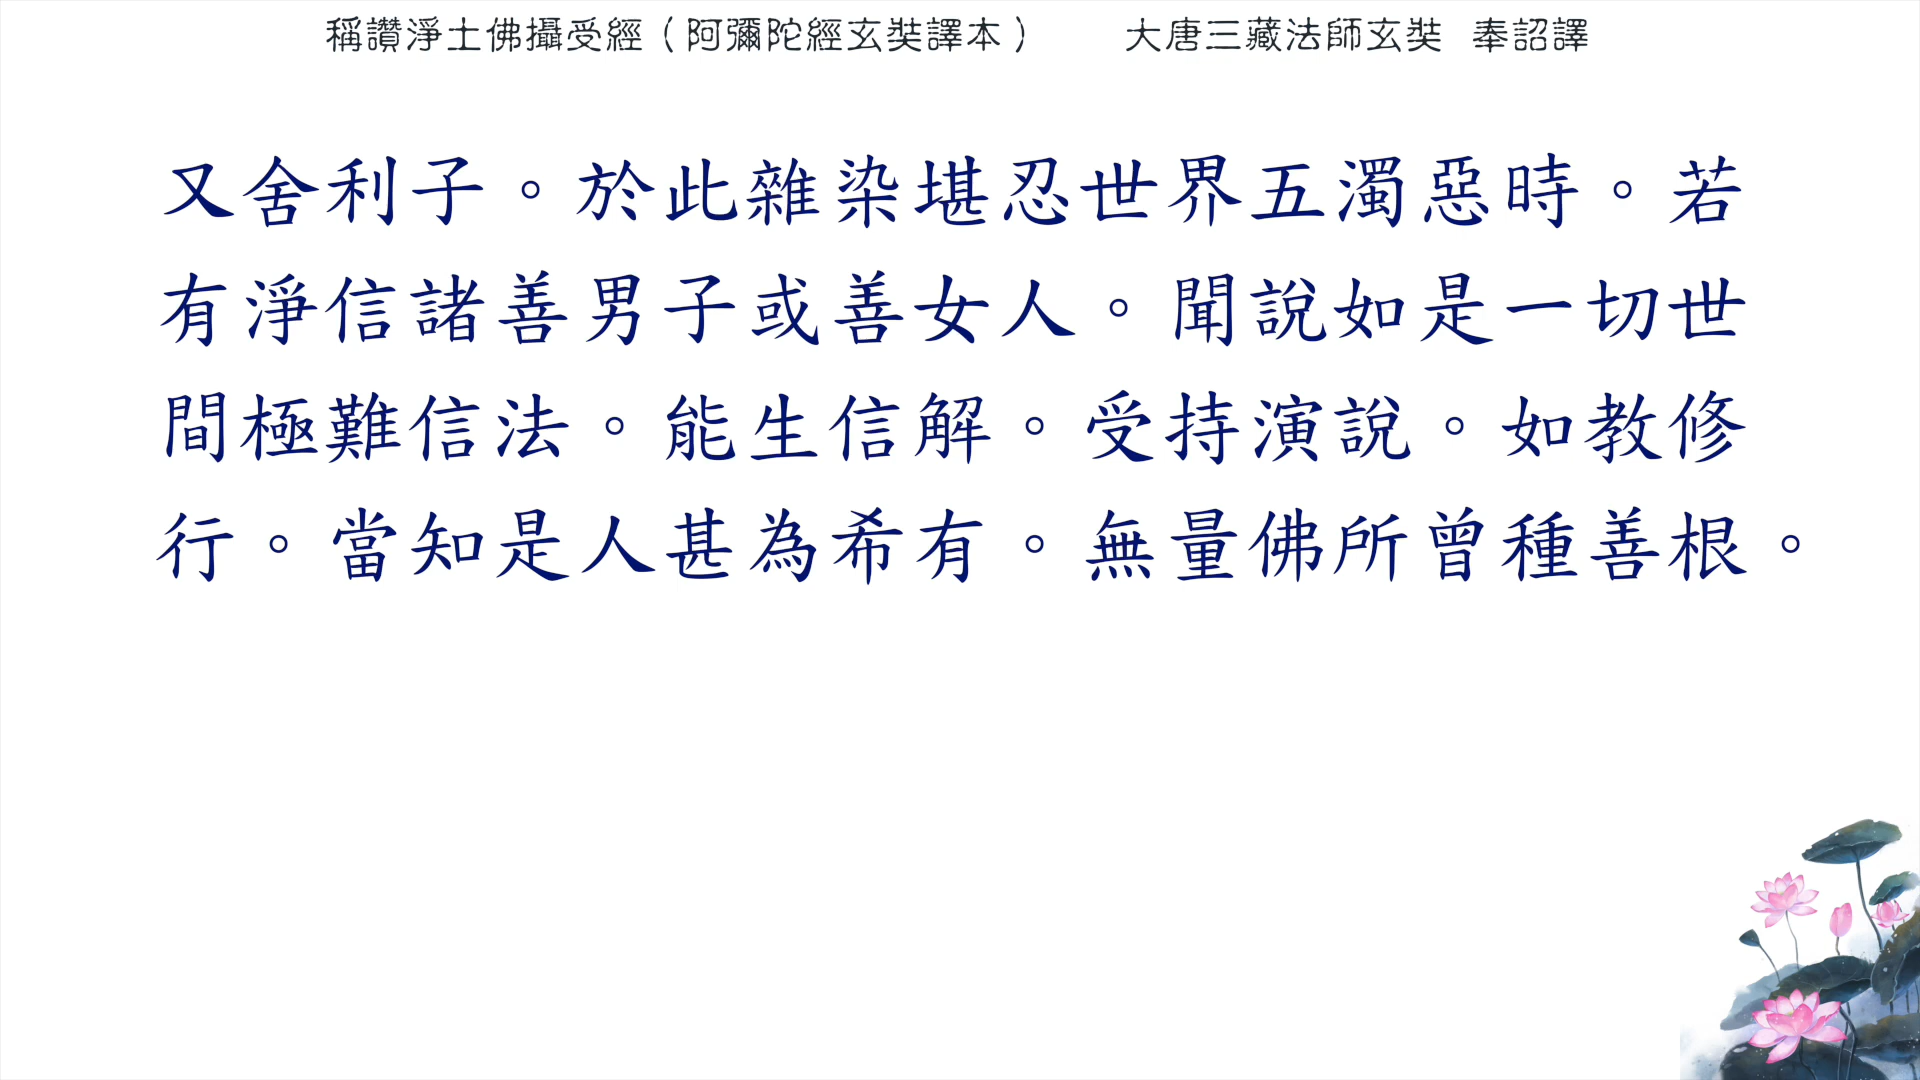 稱讚淨土佛攝受經（阿彌陀經玄奘譯本）　大唐三藏法師玄奘 奉詔譯
又舍利子。於此雜染堪忍世界五濁惡時。若
有淨信諸善男子或善女人。聞說如是一切世
間極難信法。能生信解。受持演說。如教修
行。當知是人甚為希有。無量佛所曾種善根。